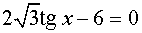 2√3tg x − 6 = 0